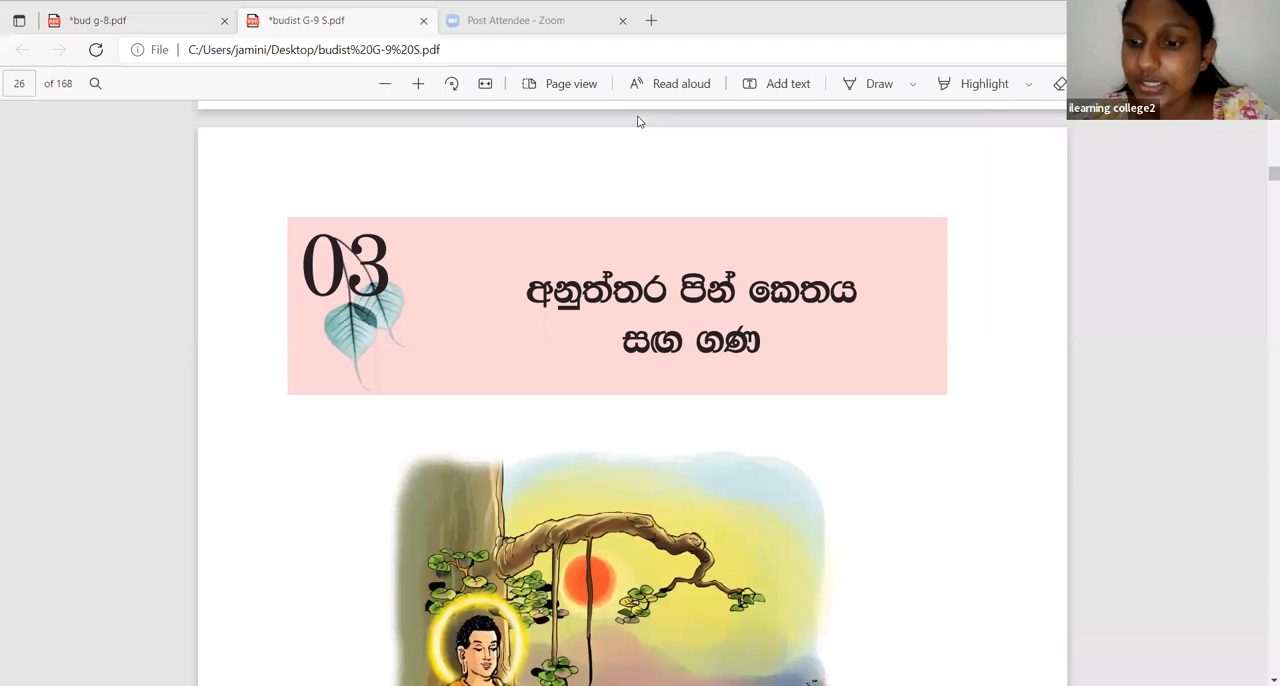 *bud g-8.pdf
*budist G-9 S.pdf
Post Attendee - Zoom
File
C:/Users/jamini/Desktop/budist%20G-9%20S.pdf
26 of 168
Page view
Read aloud
Add text
Draw
Highlight
ilearning college2
03
අනුත්තර පින් කෙතය
සඟ ගණ